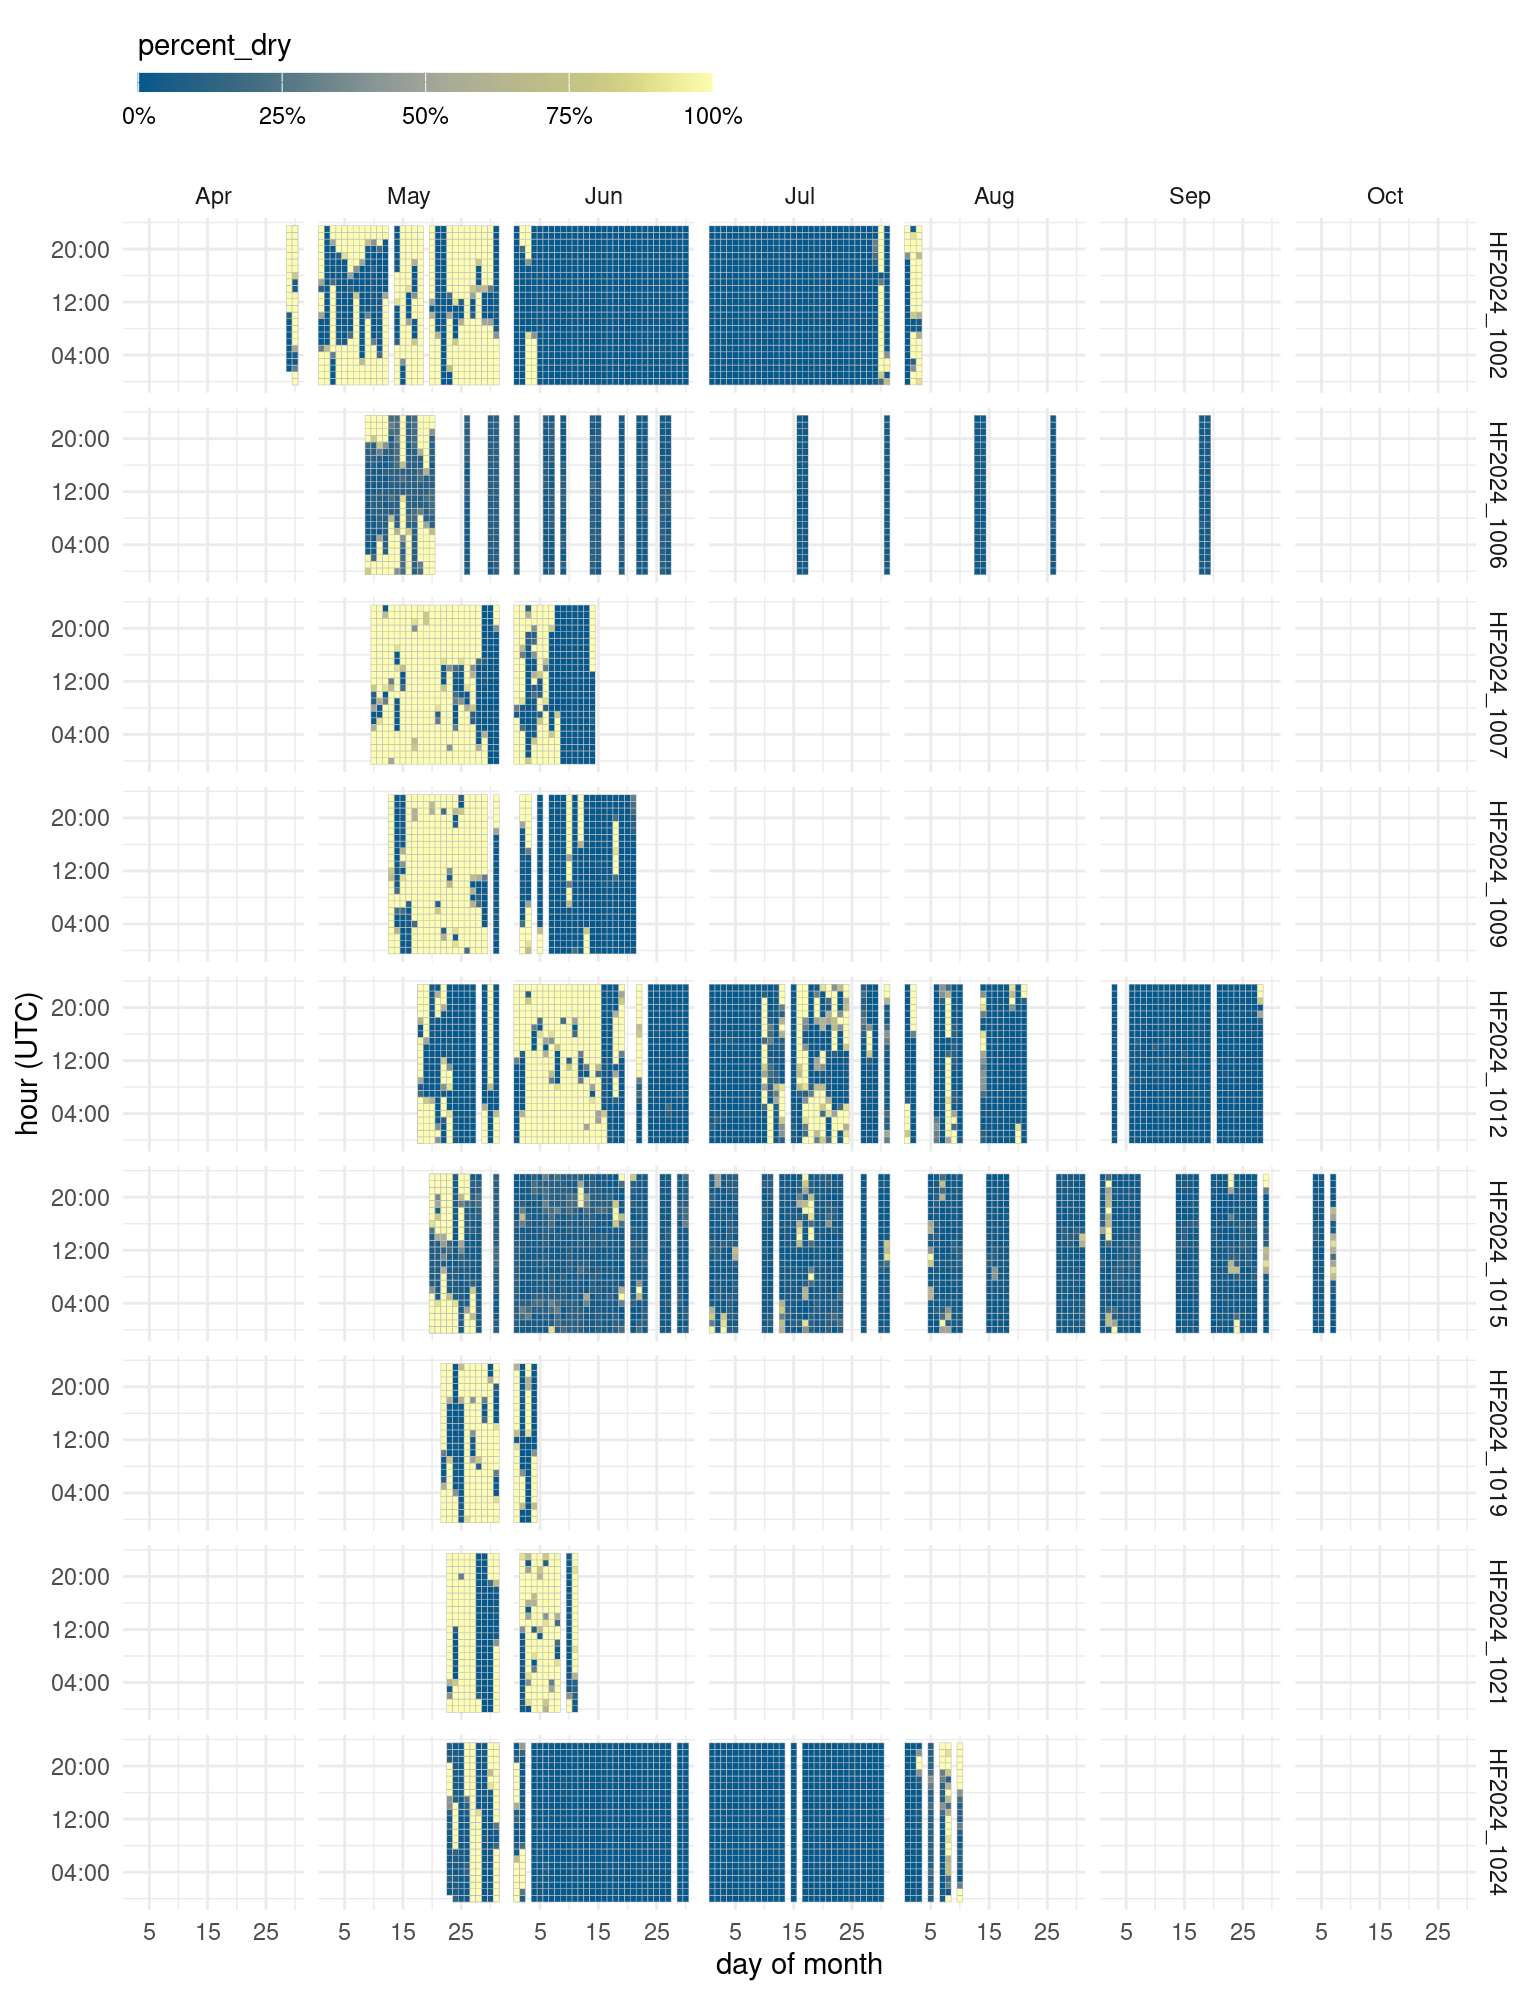 percent_dry
0% 25% 50% 75% 100%
Apr May Jun Jul Aug Sep Oct
20:00
12:00
04:00
HF2024_1002
20:00
12:00
04:00
HF2024_1006
20:00
12:00
04:00
HF2024_1007
20:00
12:00
04:00
HF2024_1009
hour (UTC)
20:00
12:00
04:00
HF2024_1012
20:00
12:00
04:00
HF2024_1015
20:00
12:00
04:00
HF2024_1019
20:00
12:00
04:00
HF2024_1021
20:00
12:00
04:00
HF2024_1024
5 15 25 5 15 25 5 15 25 5 15 25 5 15 25 5 15 25 5 15 25
day of month